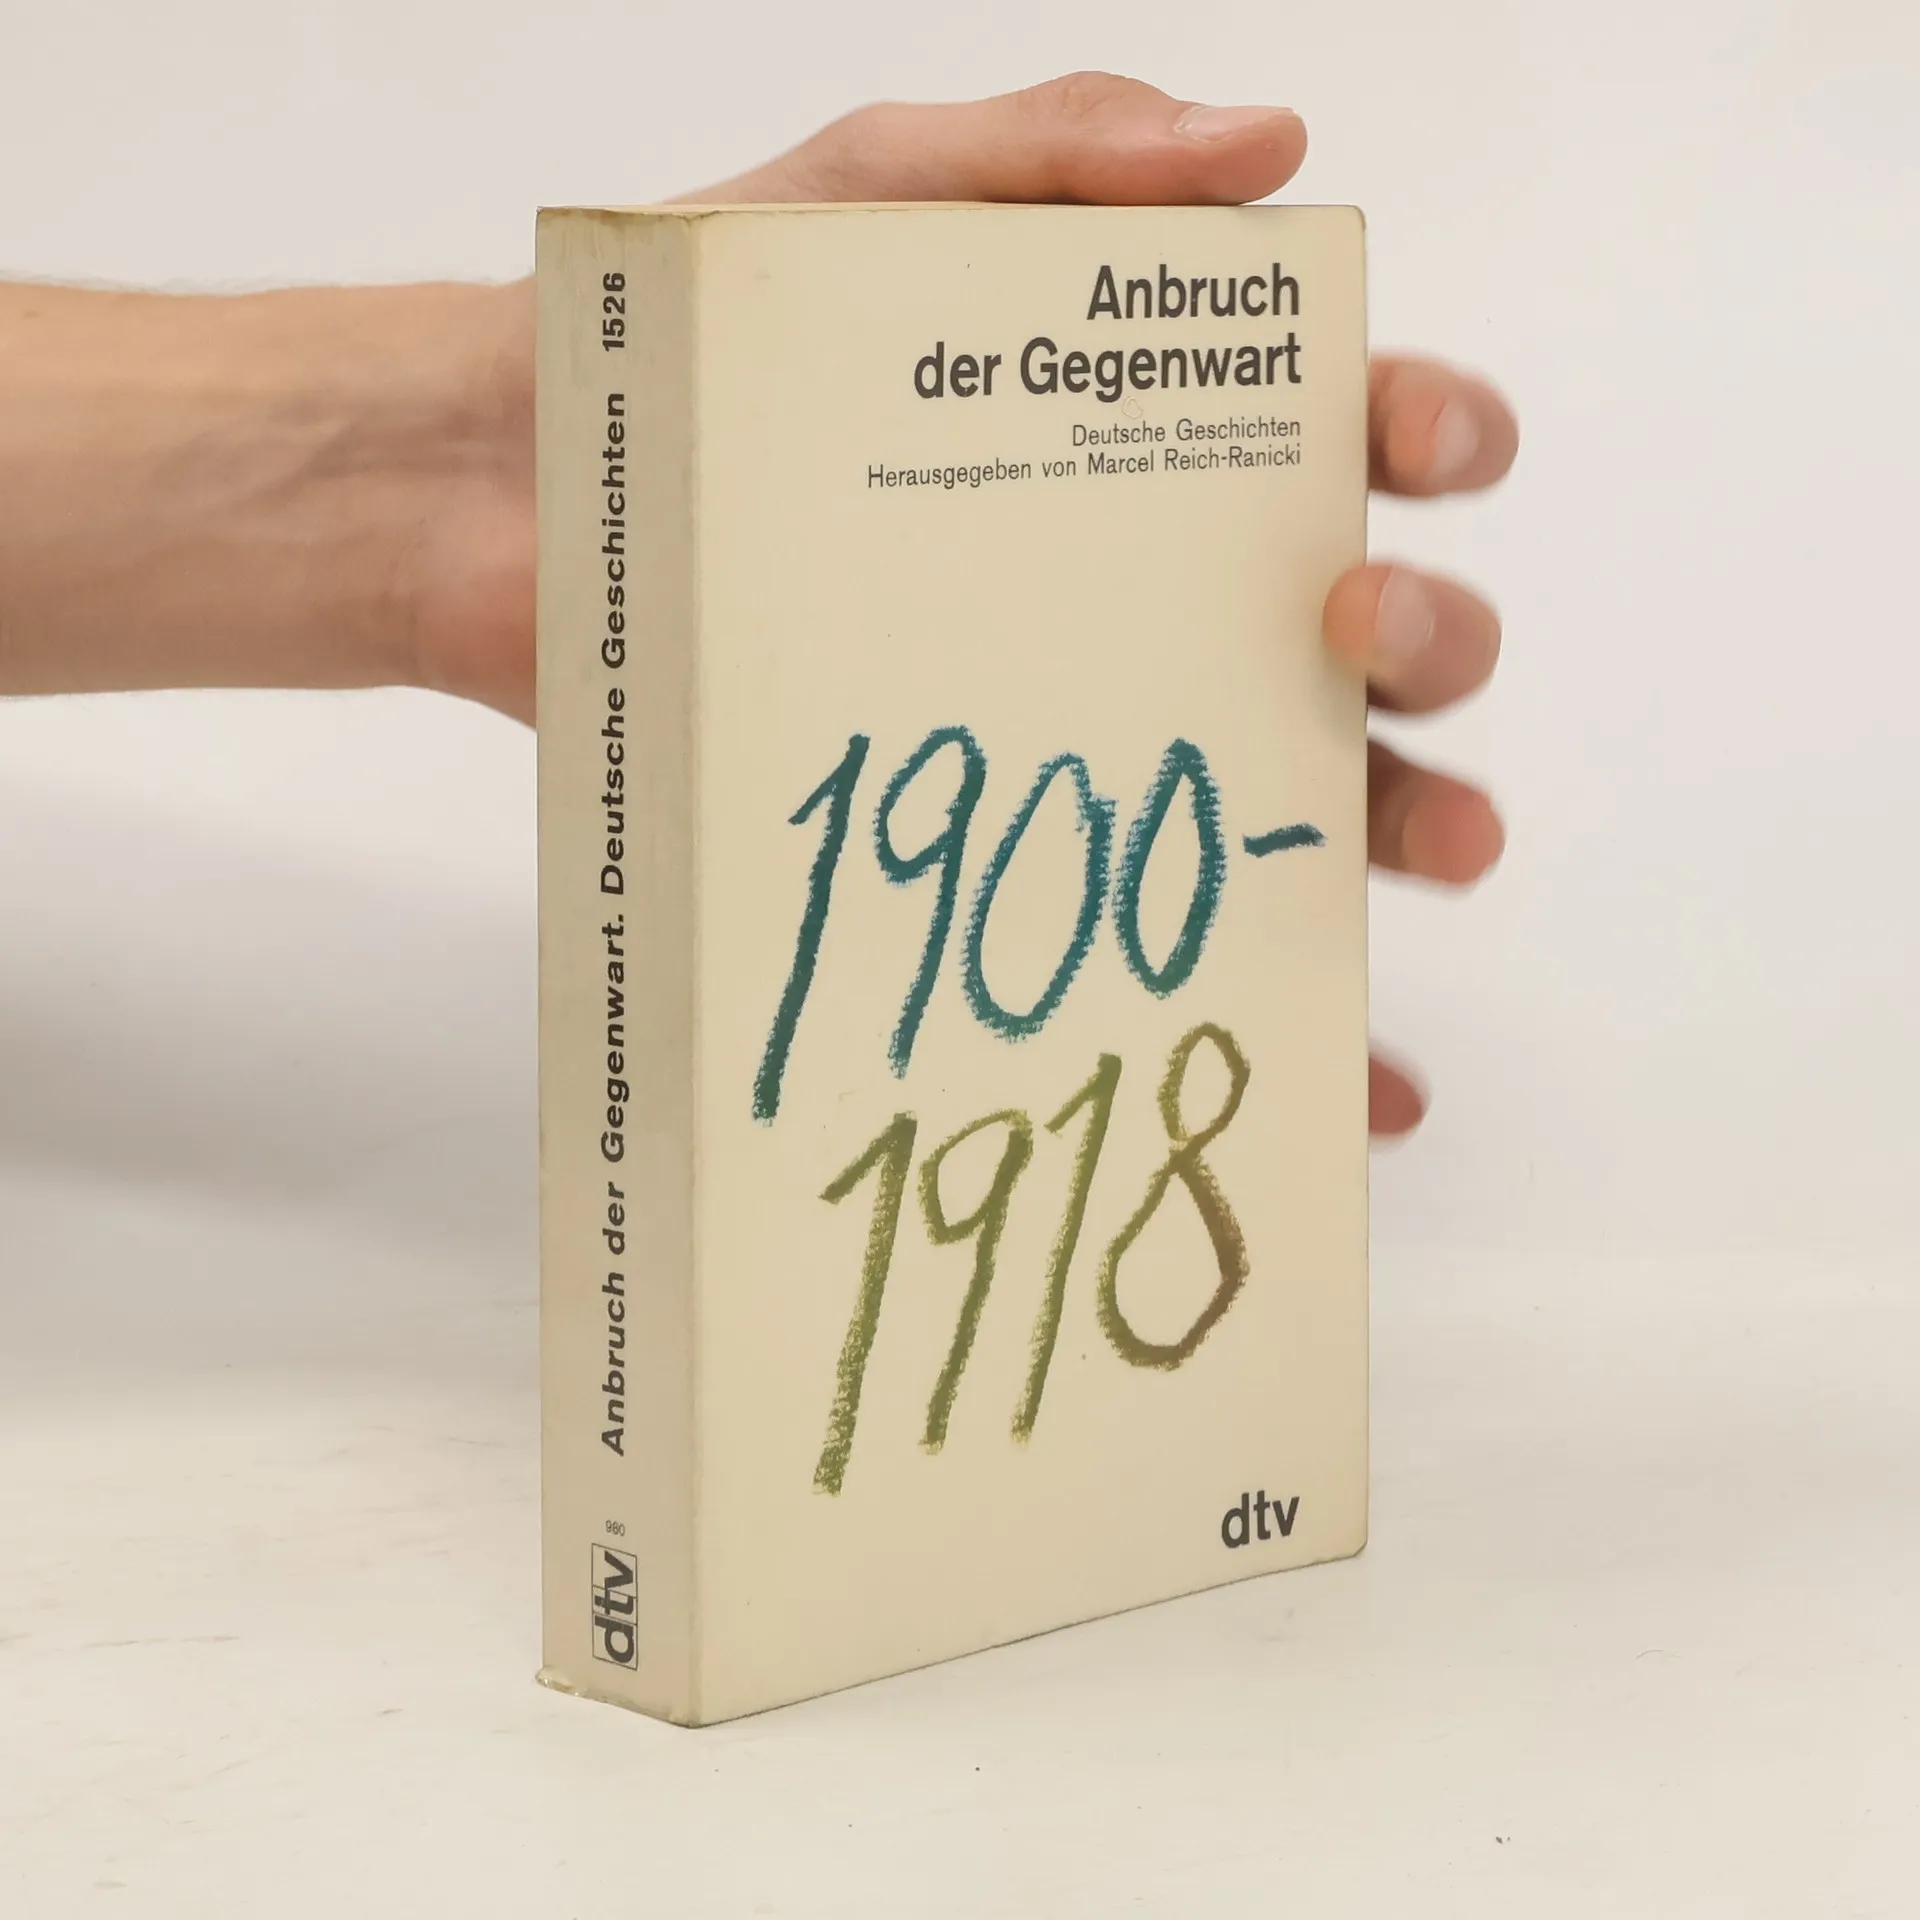 Anbruch der Gegenwart. Deutsche Geschichten 1526
980
dtv
Anbruch
der Gegenwart
Deutsche Geschichten
Herausgegeben von Marcel Reich-Ranicki
1900-
1918
dtv